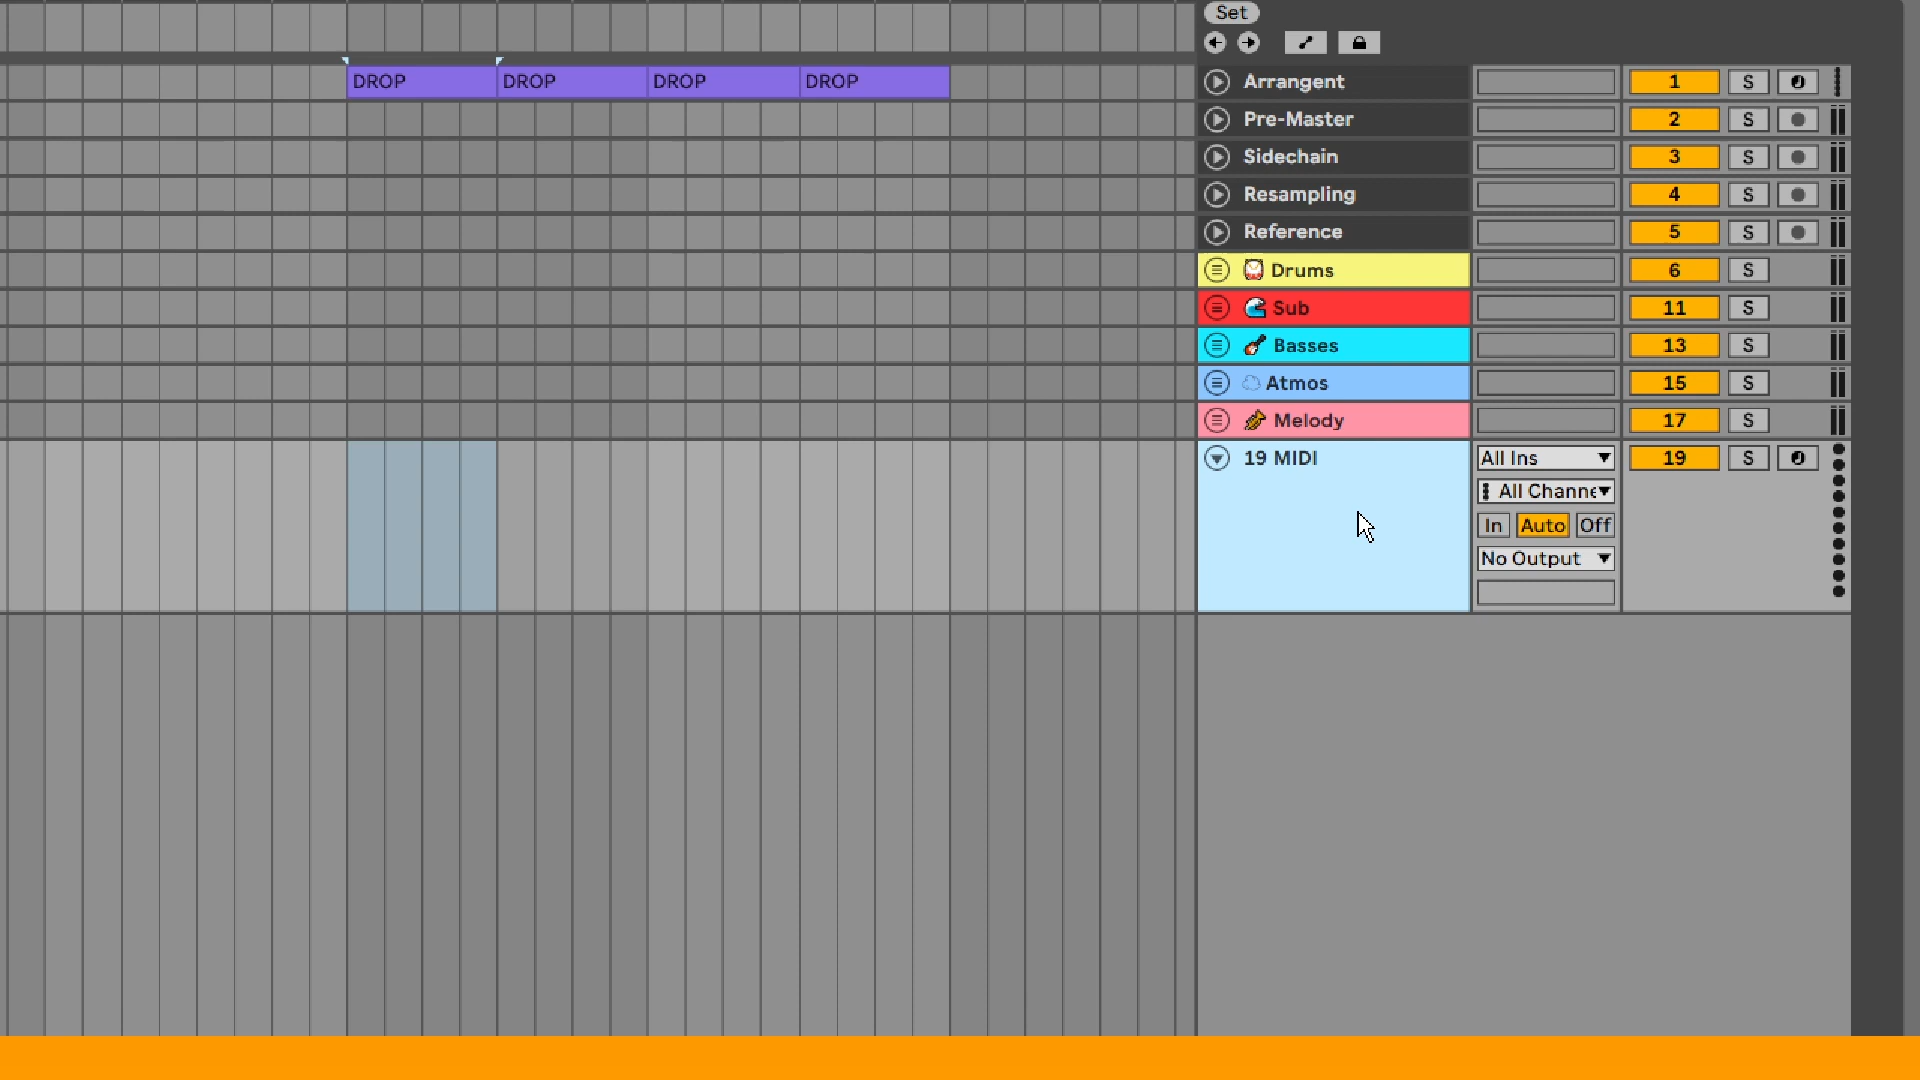 Set
DROP DROP DROP DROP
Arrangent 1 S
Pre-Master 2 S
Sidechain 3 S
Resampling 4 S
Reference 5 S
Drums 6 S
Sub 11 S
Basses 13 S
Atmos 15 S
Melody 17 S
19 MIDI All Ins 19 S
All Channe
In Auto Off
No Output